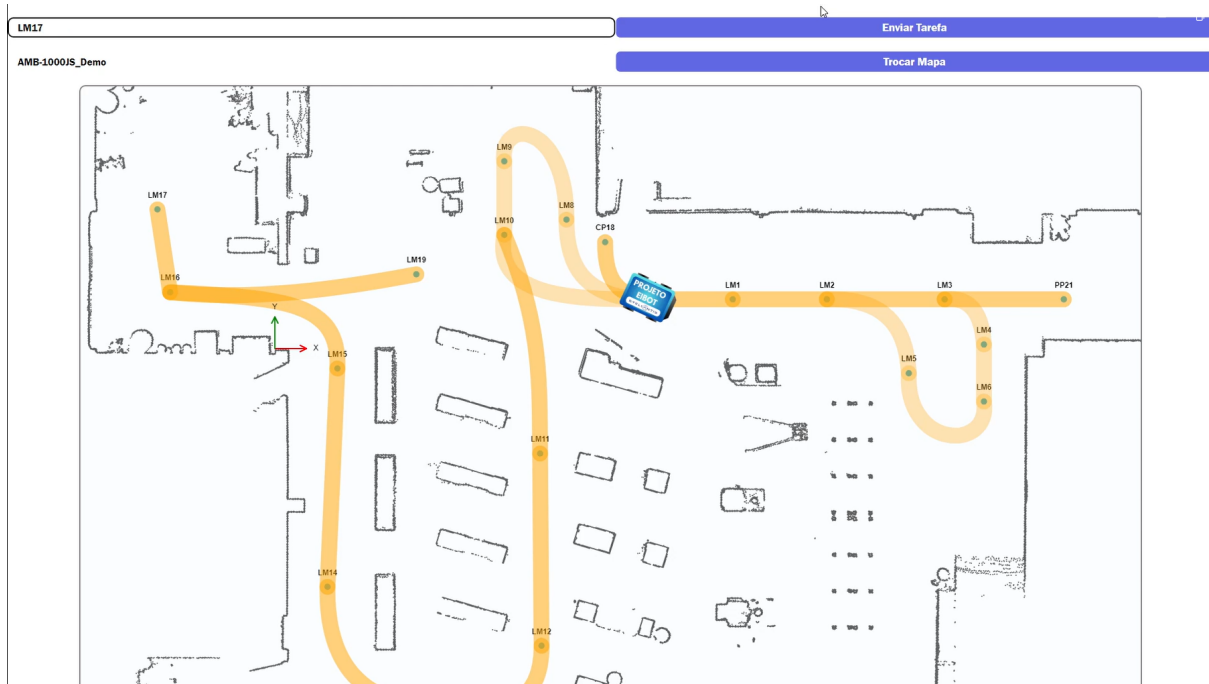 LM17
Enviar Tarefa
AMB-1000JS_Demo
Trocar Mapa
LM9
LM17
LM8
LM10
CP18
LM19
LM16
PROJETO
EIBOT
LM1
LM2
LM3
PP21
Y
X
LM4
LM15
LM5
LM6
LM11
LM14
LM12